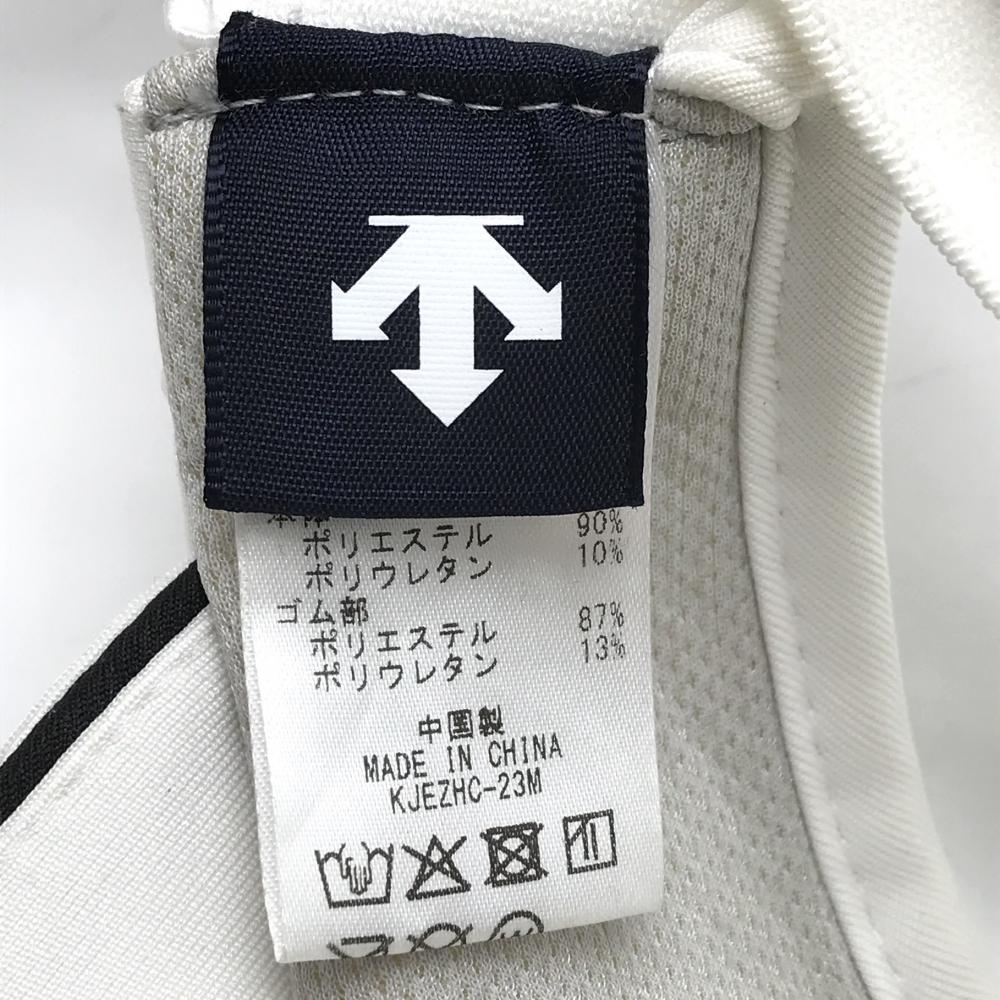 本体
ポリエステル 90%
ポリウレタン 10%
ゴム部
ポリエステル 87%
ポリウレタン 13%
中国製
MADE IN CHINA
KJEZHC-23M